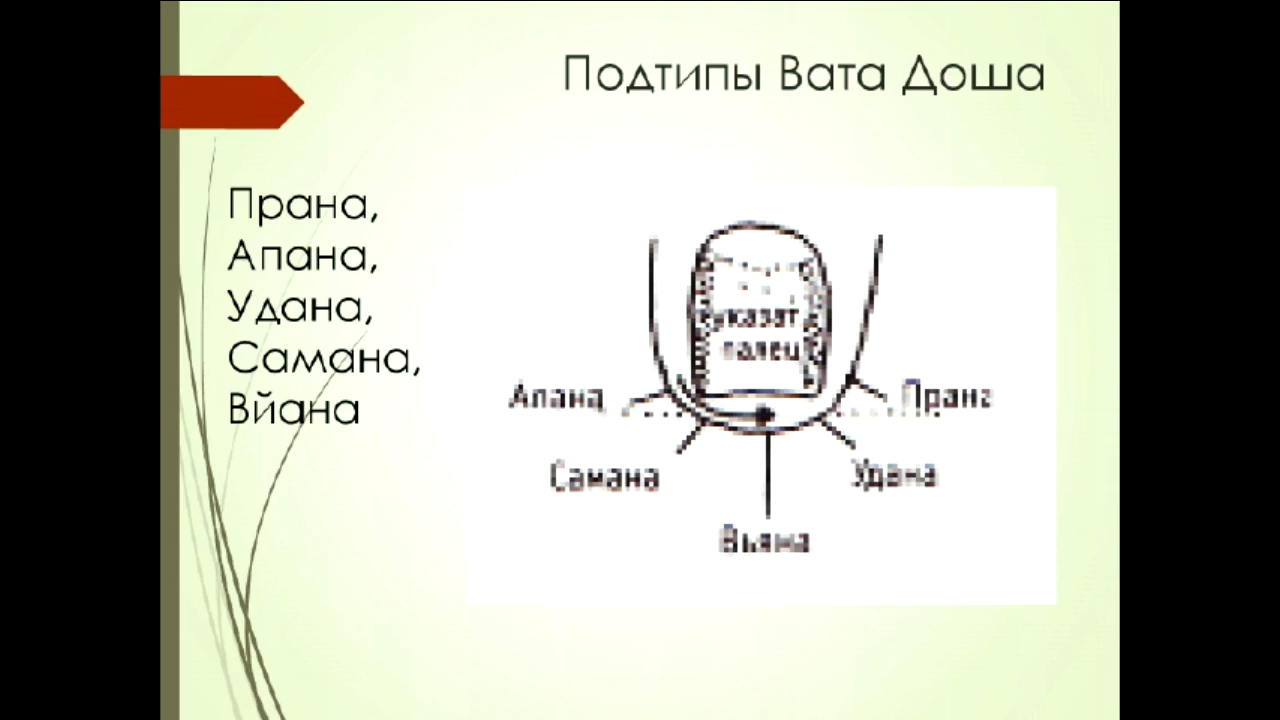 Подтипы Вата Доша
Прана,
Апана,
Удана,
Самана,
Вйана
указат.
палец
Апана
Прана
Самана
Удана
Вьяна